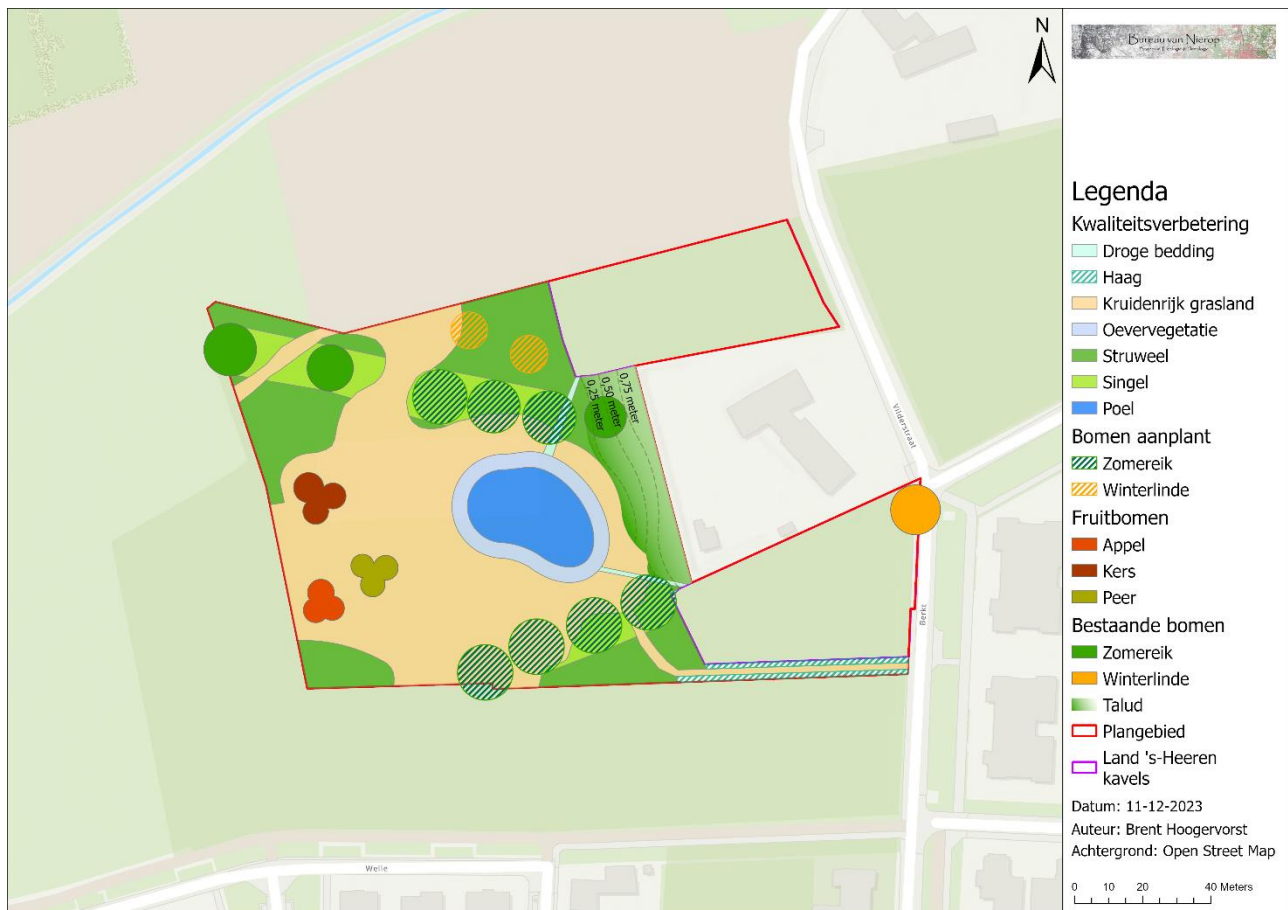 N
0,75 meter
0,50 meter
0,25 meter
Vilderstraat
Berkt
Welle
Bureau van Nierop
Legenda
Kwaliteitsverbetering
Droge bedding
Haag
Kruidenrijk grasland
Oevervegetatie
Struweel
Singel
Poel
Bomen aanplant
Zomereik
Winterlinde
Fruitbomen
Appel
Kers
Peer
Bestaande bomen
Zomereik
Winterlinde
Talud
Plangebied
Land 's-Heeren
kavels
Datum: 11-12-2023
Auteur: Brent Hoogervorst
Achtergrond: Open Street Map
0 10 20 40 Meters